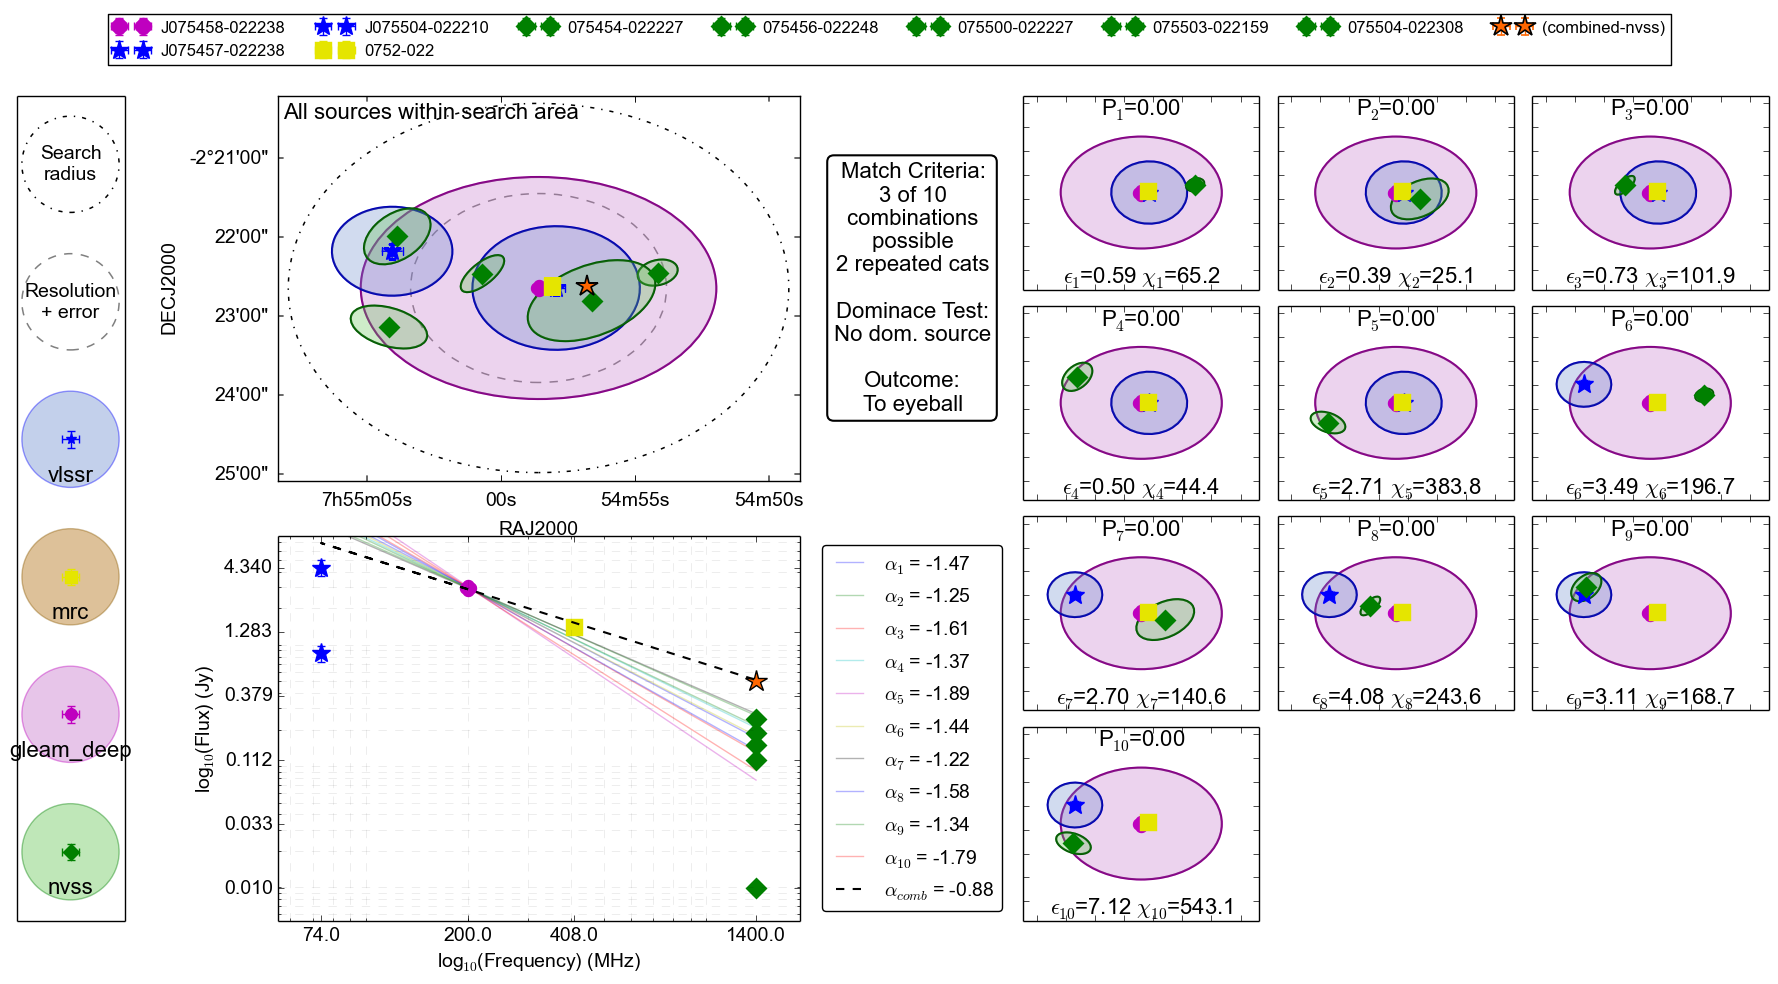 J075458-022238 J075504-022210 075454-022227 075456-022248 075500-022227 075503-022159 075504-022308 (combined-nvss)
J075457-022238 0752-022
Search
radius
Resolution
+ error
vlssr
mrc
gleam_deep
nvss
All sources within search area
DECJ2000
-2°21'00"
22'00"
23'00"
24'00"
25'00"
7h55m05s 00s 54m55s 54m50s
RAJ2000
Match Criteria:
3 of 10
combinations
possible
2 repeated cats
Dominace Test:
No dom. source
Outcome:
To eyeball
log10(Flux) (Jy)
4.340
1.283
0.379
0.112
0.033
0.010
74.0 200.0 408.0 1400.0
log10(Frequency) (MHz)
α1 = -1.47
α2 = -1.25
α3 = -1.61
α4 = -1.37
α5 = -1.89
α6 = -1.44
α7 = -1.22
α8 = -1.58
α9 = -1.34
α10 = -1.79
αcomb = -0.88
P1=0.00
ϵ1=0.59 χ1=65.2
P2=0.00
ϵ2=0.39 χ2=25.1
P3=0.00
ϵ3=0.73 χ3=101.9
P4=0.00
ϵ4=0.50 χ4=44.4
P5=0.00
ϵ5=2.71 χ5=383.8
P6=0.00
ϵ6=3.49 χ6=196.7
P7=0.00
ϵ7=2.70 χ7=140.6
P8=0.00
ϵ8=4.08 χ8=243.6
P9=0.00
ϵ9=3.11 χ9=168.7
P10=0.00
ϵ10=7.12 χ10=543.1